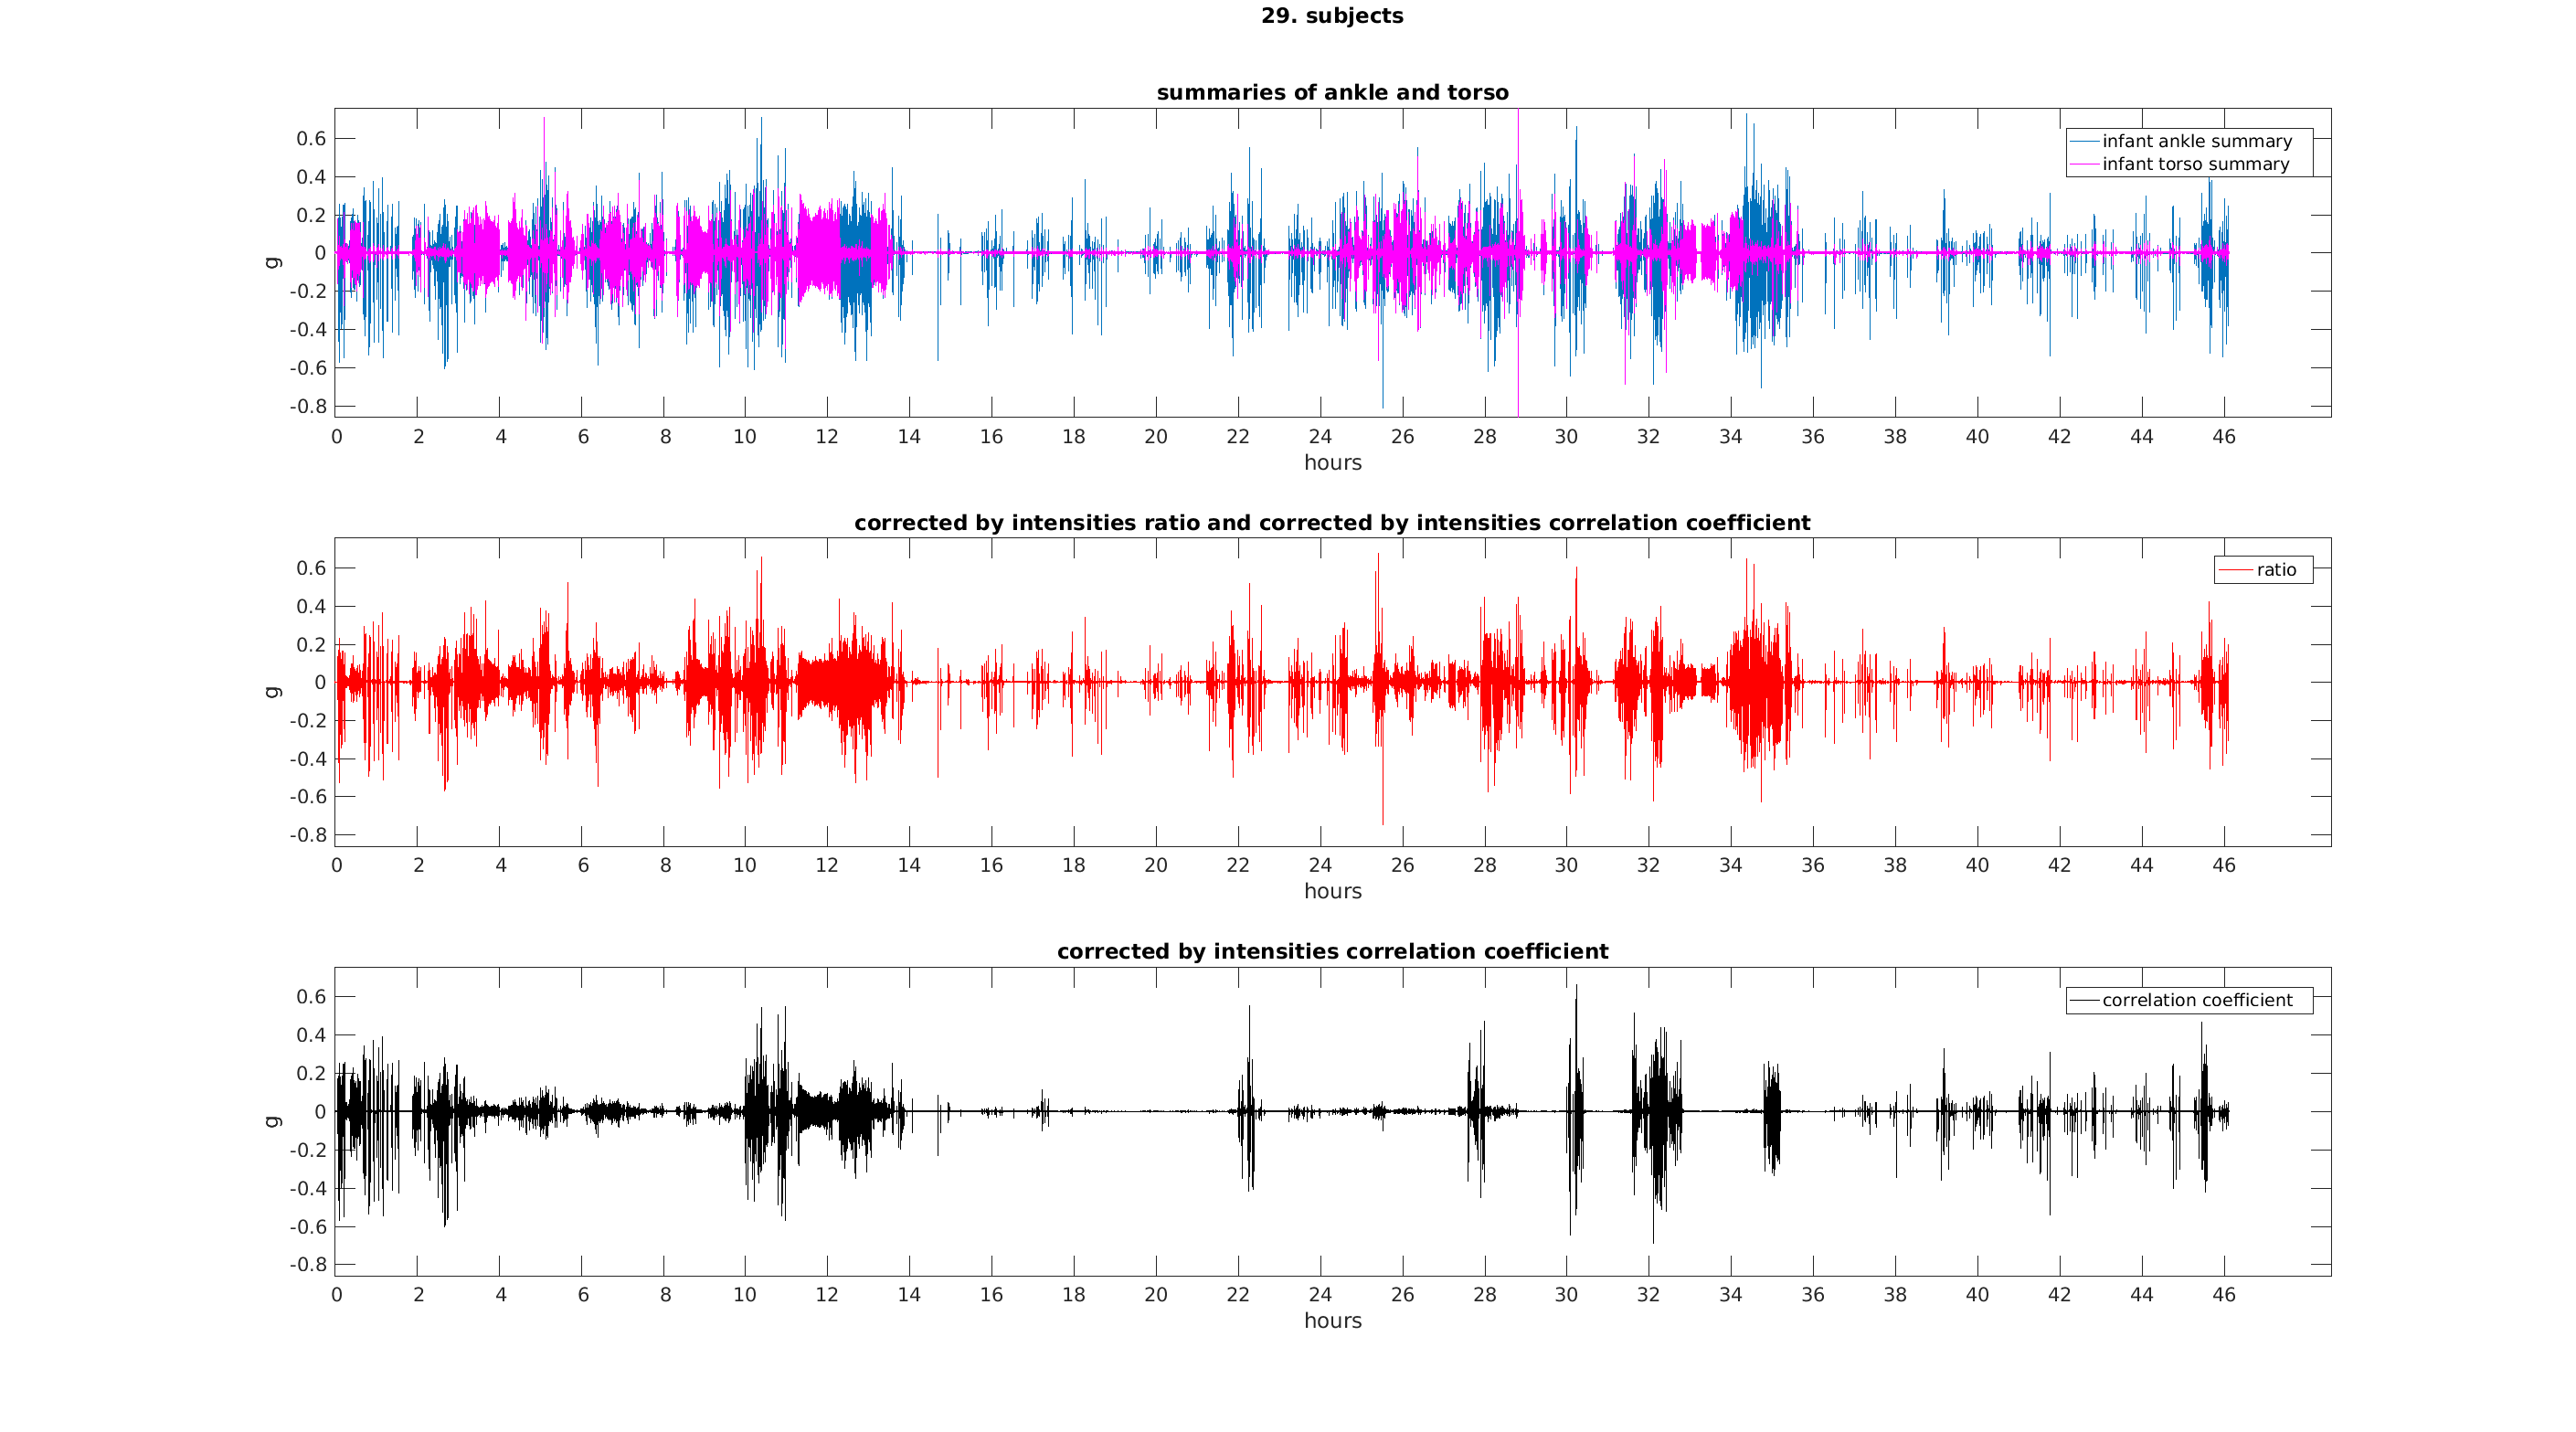 29. subjects
summaries of ankle and torso
infant ankle summary
infant torso summary
0.6
0.4
0.2
0
-0.2
-0.4
-0.6
-0.8
g
0 2 4 6 8 10 12 14 16 18 20 22 24 26 28 30 32 34 36 38 40 42 44 46
hours
corrected by intensities ratio and corrected by intensities correlation coefficient
ratio
0.6
0.4
0.2
0
-0.2
-0.4
-0.6
-0.8
g
0 2 4 6 8 10 12 14 16 18 20 22 24 26 28 30 32 34 36 38 40 42 44 46
hours
corrected by intensities correlation coefficient
correlation coefficient
0.6
0.4
0.2
0
-0.2
-0.4
-0.6
-0.8
g
0 2 4 6 8 10 12 14 16 18 20 22 24 26 28 30 32 34 36 38 40 42 44 46
hours